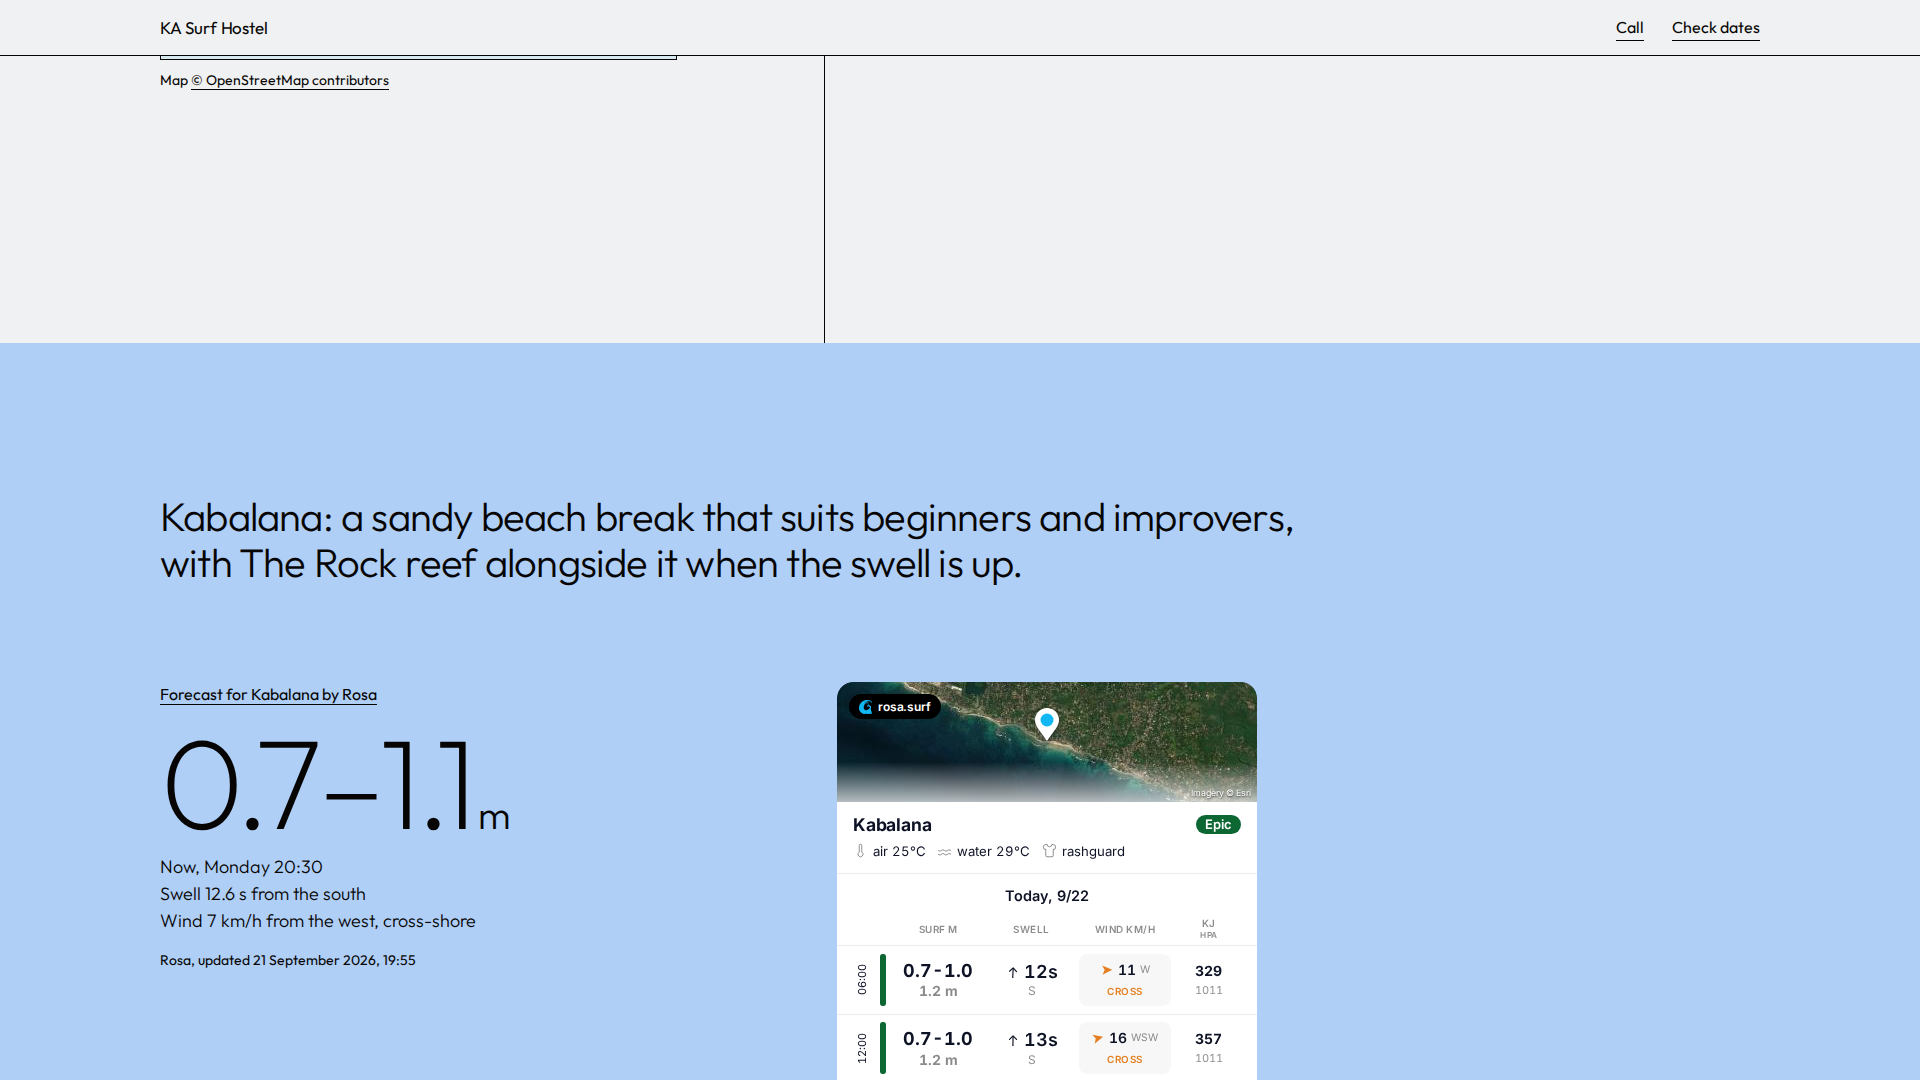 KA Surf Hostel
Call
Check dates
Map © OpenStreetMap contributors
Kabalana: a sandy beach break that suits beginners and improvers,
with The Rock reef alongside it when the swell is up.
Forecast for Kabalana by Rosa
0.7–1.1 m
Now, Monday 20:30
Swell 12.6 s from the south
Wind 7 km/h from the west, cross-shore
Rosa, updated 21 September 2026, 19:55
rosa.surf
Imagery © Esri
Kabalana
Epic
air 25°C water 29°C rashguard
Today, 9/22
SURF M SWELL WIND KM/H KJ
HPA
06:00
0.7-1.0 ↑ 12s 11 W 329
1.2 m S CROSS 1011
12:00
0.7-1.0 ↑ 13s 16 WSW 357
1.2 m S CROSS 1011